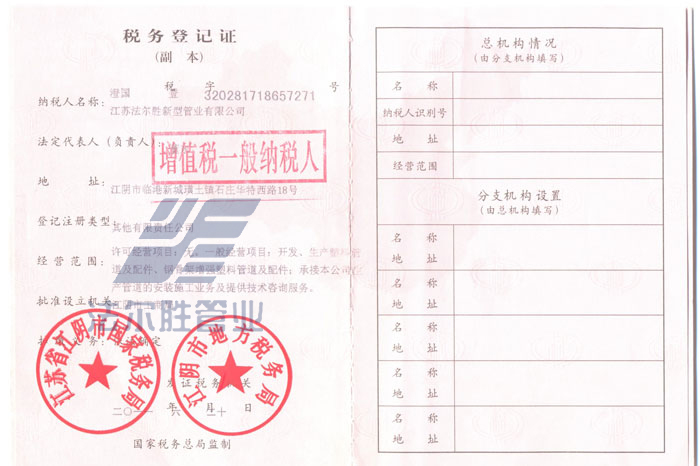 税务登记证
(副 本)
税 字 号
澄国 320281718657271
纳税人名称:
江苏法尔胜新型管业有限公司
法定代表人(负责人):
增值税一般纳税人
地 址:
江阴市临港新城璜土镇石庄华特西路18号
登记注册类型:
其他有限责任公司
经营范围:
许可经营项目:无。一般经营项目:开发、生产塑料管
道及配件、钢骨架增强塑料管道及配件;承接本公司生
产管道的安装施工业务及提供技术咨询服务。
批准设立机关:
法尔胜管业
江苏省江阴市国家税务局
江阴市地方税务局
发证税务机关
二〇一一年六月二十
国家税务总局监制
总机构情况
(由分支机构填写)
名 称
纳税人识别号
地 址
经营范围
分支机构设置
(由总机构填写)
名 称
地 址
名 称
地 址
名 称
地 址
名 称
地 址
名 称
地 址